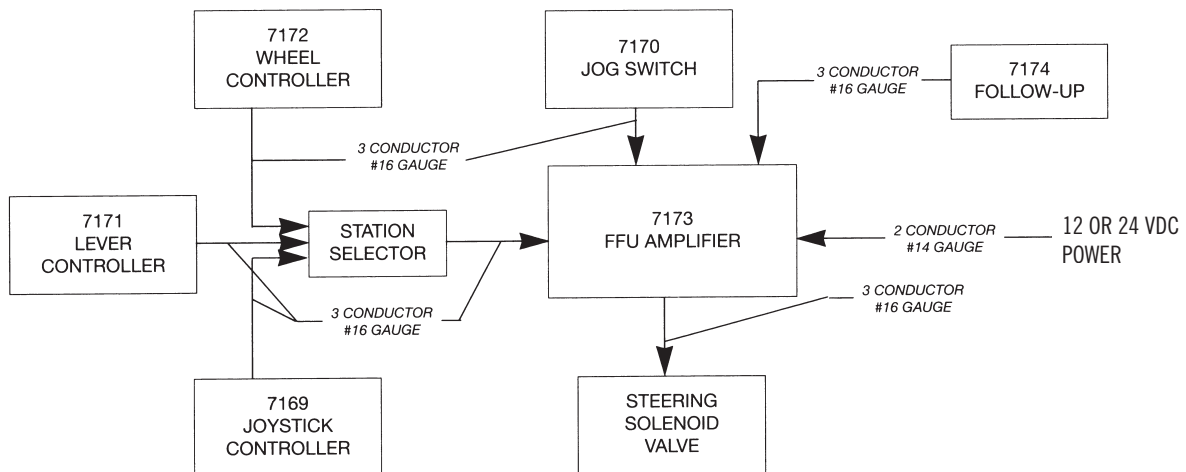 7172
WHEEL
CONTROLLER
7170
JOG SWITCH
3 CONDUCTOR
#16 GAUGE
7174
FOLLOW-UP
3 CONDUCTOR
#16 GAUGE
7171
LEVER
CONTROLLER
STATION
SELECTOR
7173
FFU AMPLIFIER
2 CONDUCTOR
#14 GAUGE
12 OR 24 VDC
POWER
3 CONDUCTOR
#16 GAUGE
3 CONDUCTOR
#16 GAUGE
7169
JOYSTICK
CONTROLLER
STEERING
SOLENOID
VALVE